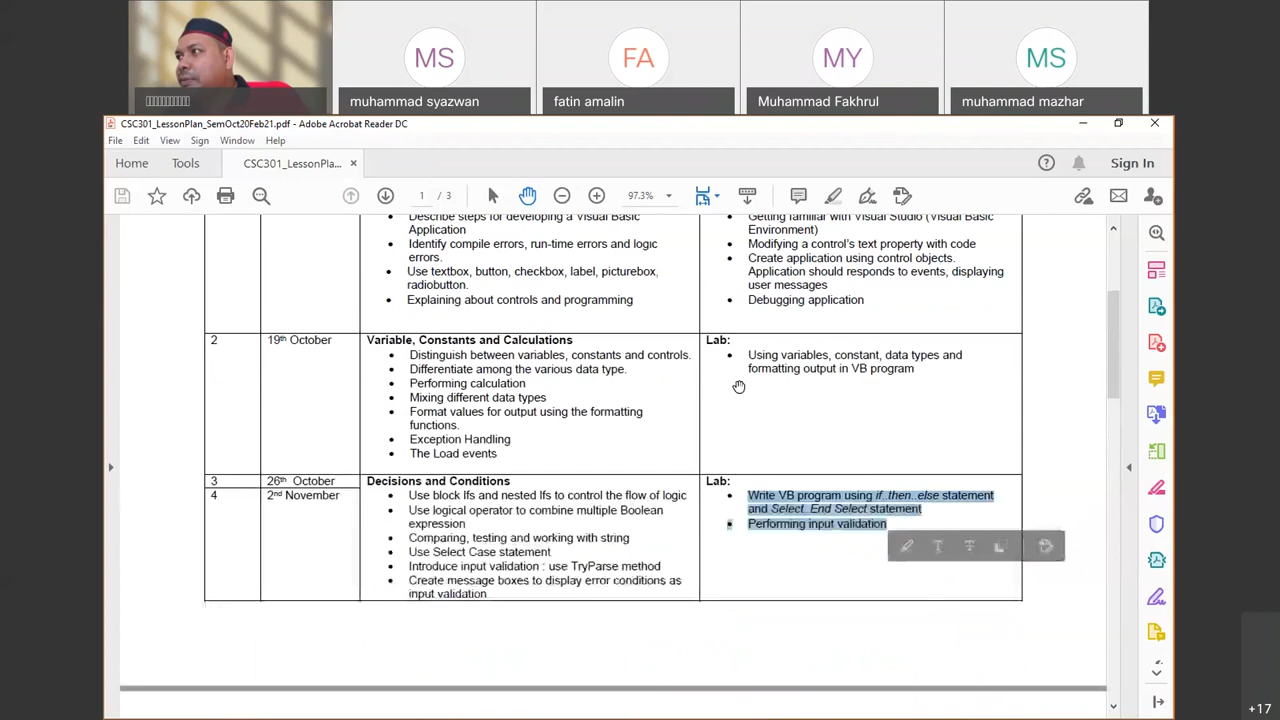 MS
FA
MY
MS
muhammad syazwan
fatin amalin
Muhammad Fakhrul
muhammad mazhar
CSC301_LessonPlan_SemOct20Feb21.pdf - Adobe Acrobat Reader DC
File Edit View Sign Window Help
Home Tools CSC301_LessonPla... Sign In
1 / 3 97.3%
Describe steps for developing a Visual Basic
Application
Identify compile errors, run-time errors and logic
errors.
Use textbox, button, checkbox, label, picturebox,
radiobutton.
Explaining about controls and programming
Getting familiar with Visual Studio (Visual Basic
Environment)
Modifying a control's text property with code
Create application using control objects.
Application should responds to events, displaying
user messages
Debugging application
2
19th October
Variable, Constants and Calculations
Distinguish between variables, constants and controls.
Differentiate among the various data type.
Performing calculation
Mixing different data types
Format values for output using the formatting
functions.
Exception Handling
The Load events
Lab:
Using variables, constant, data types and
formatting output in VB program
3
26th October
4
2nd November
Decisions and Conditions
Use block Ifs and nested Ifs to control the flow of logic
Use logical operator to combine multiple Boolean
expression
Comparing, testing and working with string
Use Select Case statement
Introduce input validation : use TryParse method
Create message boxes to display error conditions as
input validation
Lab:
Write VB program using if..then..else statement
and Select..End Select statement
Performing input validation
+17